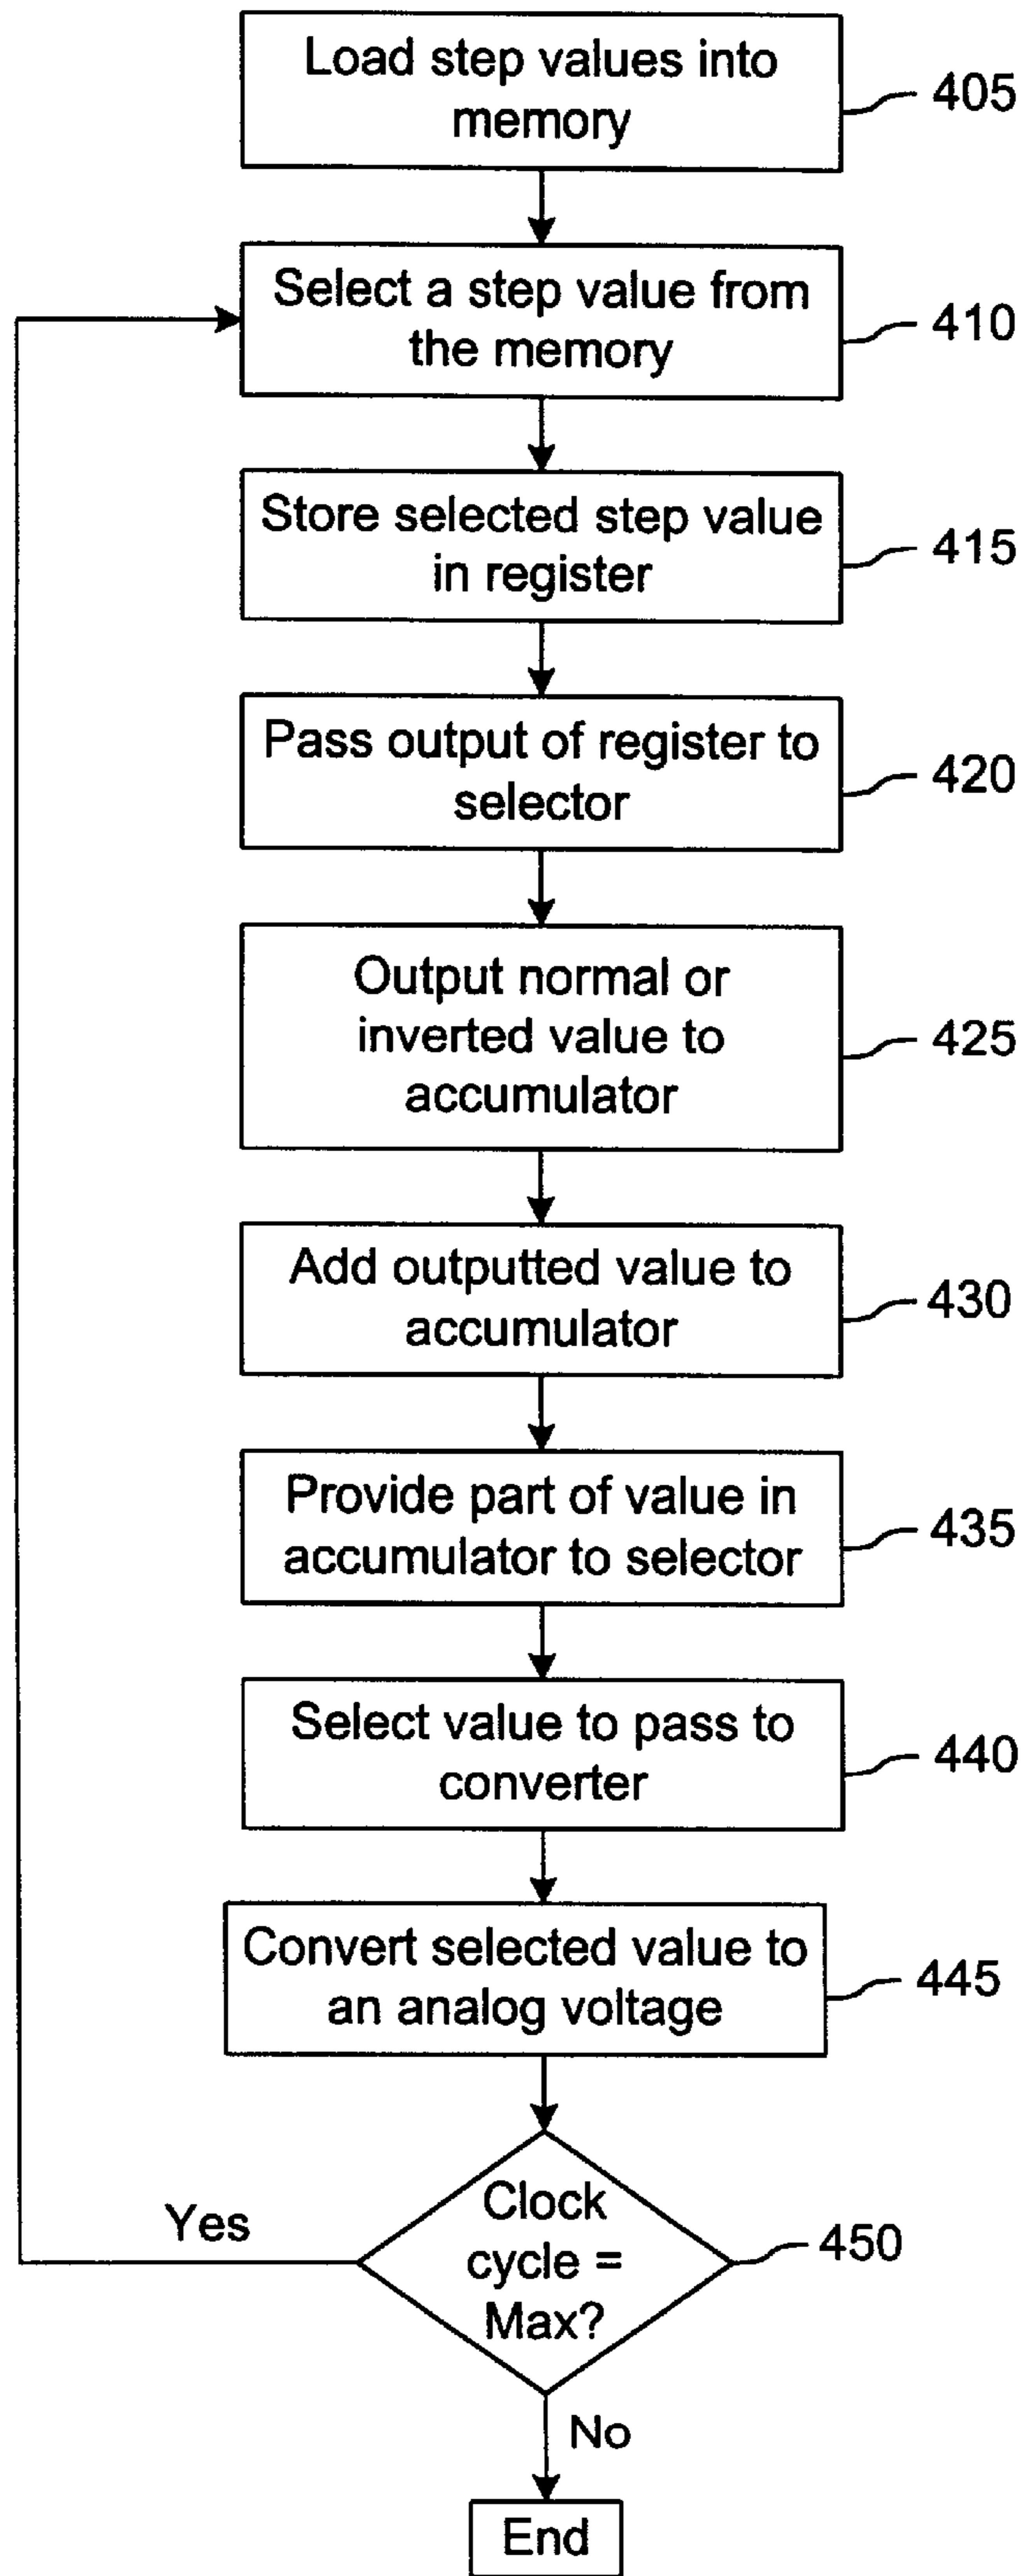 Load step values into
memory
405
Select a step value from
the memory
410
Store selected step value
in register
415
Pass output of register to
selector
420
Output normal or
inverted value to
accumulator
425
Add outputted value to
accumulator
430
Provide part of value in
accumulator to selector
435
Select value to pass to
converter
440
Convert selected value to
an analog voltage
445
Clock
cycle =
Max?
450
Yes
No
End